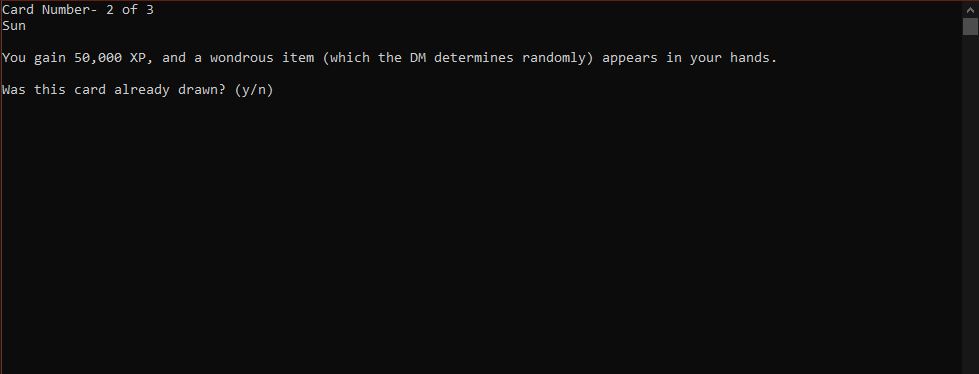 Card Number- 2 of 3
Sun
You gain 50,000 XP, and a wondrous item (which the DM determines randomly) appears in your hands.
Was this card already drawn? (y/n)